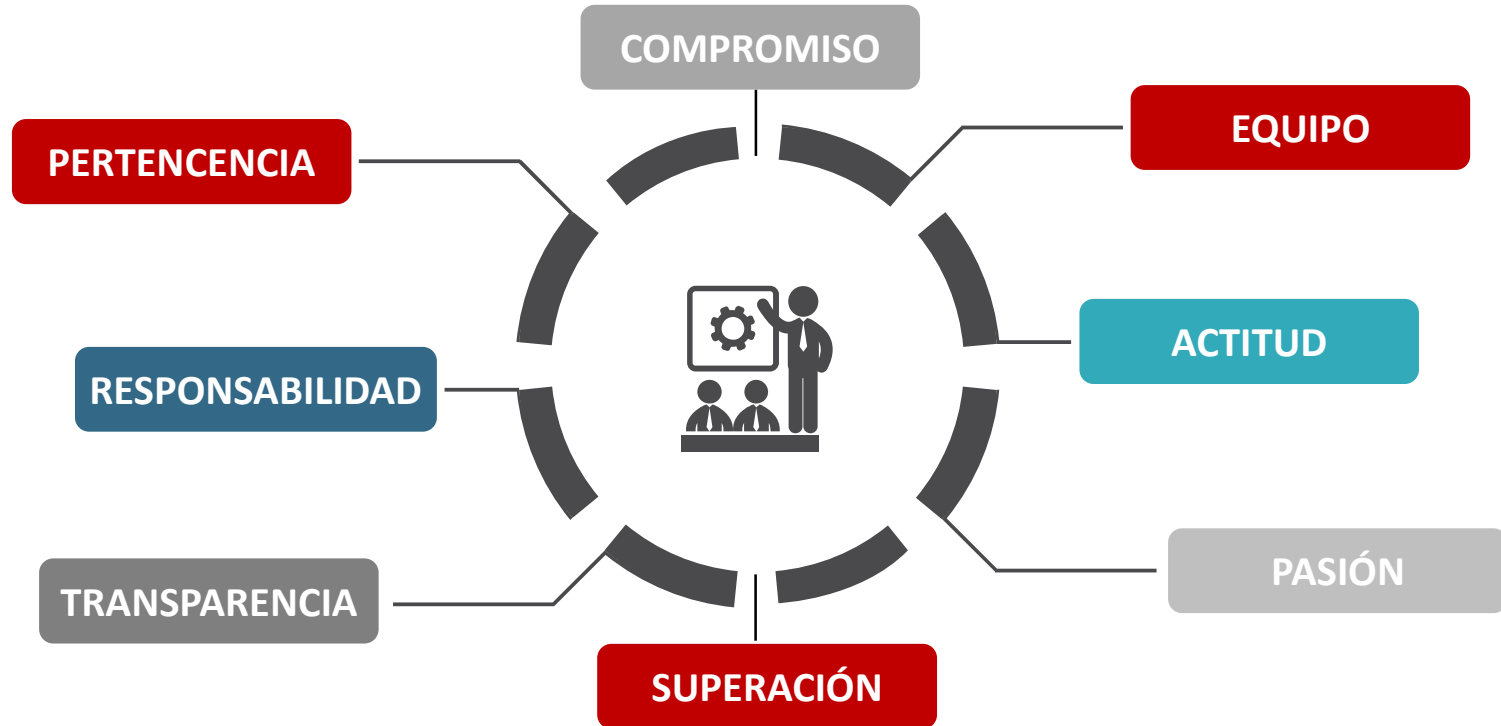 COMPROMISO
EQUIPO
PERTENCENCIA
ACTITUD
RESPONSABILIDAD
PASIÓN
TRANSPARENCIA
SUPERACIÓN